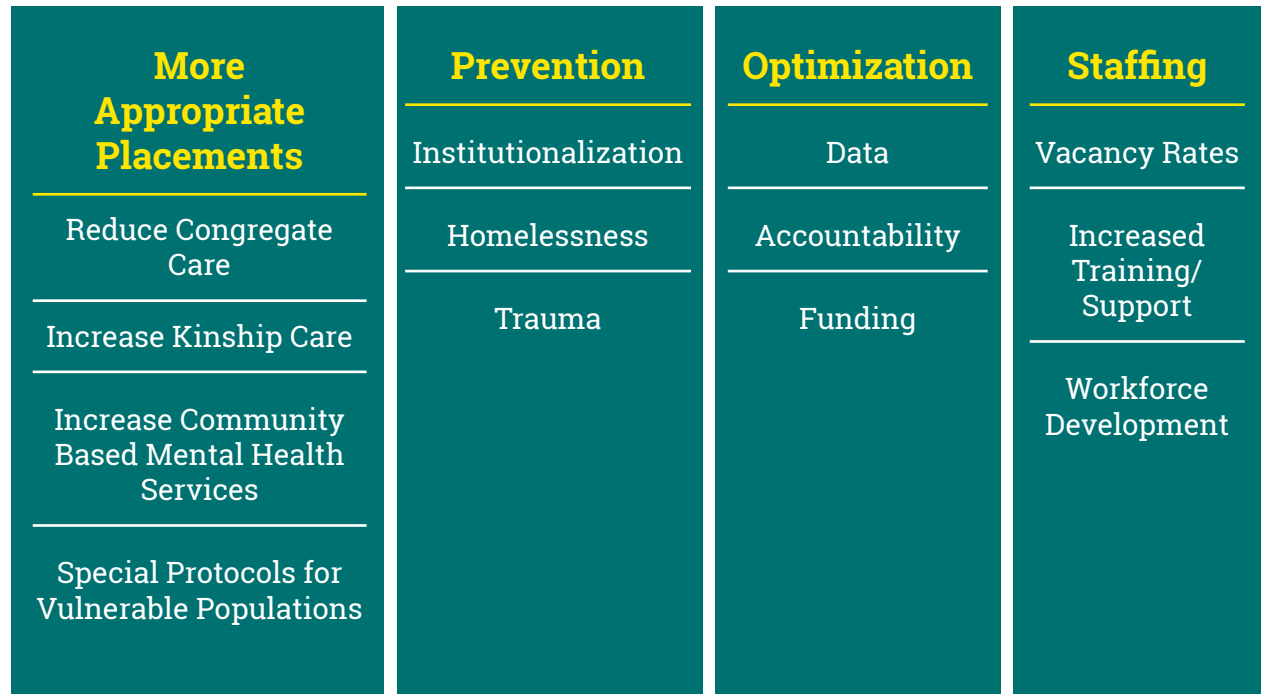 More
Appropriate
Placements
Reduce Congregate
Care
Increase Kinship Care
Increase Community
Based Mental Health
Services
Special Protocols for
Vulnerable Populations
Prevention
Institutionalization
Homelessness
Trauma
Optimization
Data
Accountability
Funding
Staffing
Vacancy Rates
Increased
Training/
Support
Workforce
Development